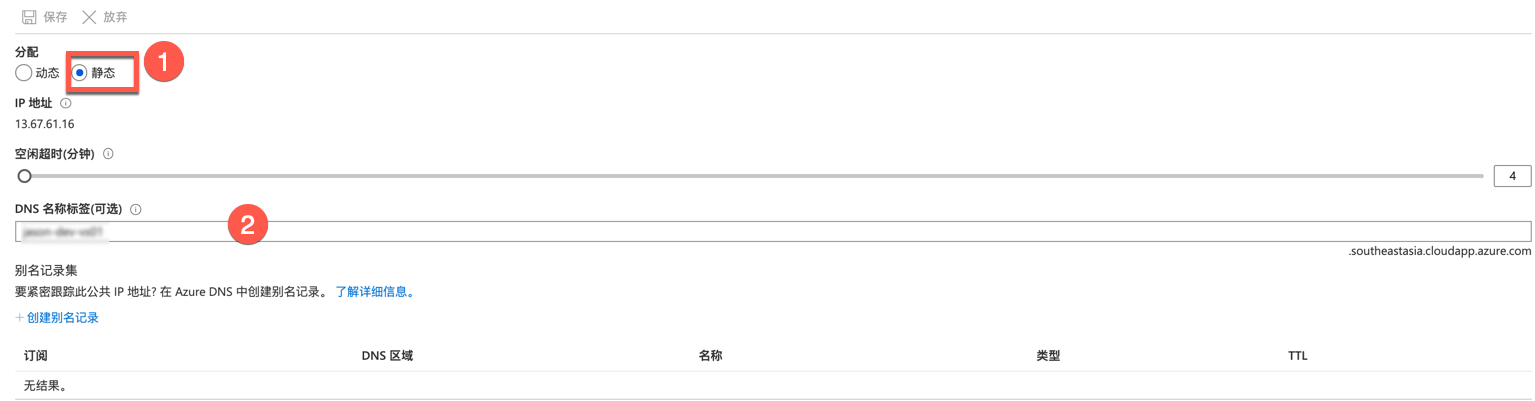 保存 放弃
分配
动态 静态 1
IP 地址
13.67.61.16
空闲超时(分钟)
4
DNS 名称标签(可选)
2
.southeastasia.cloudapp.azure.com
别名记录集
要紧密跟踪此公共 IP 地址? 在 Azure DNS 中创建别名记录。 了解详细信息。
+ 创建别名记录
订阅 DNS 区域 名称 类型 TTL
无结果。